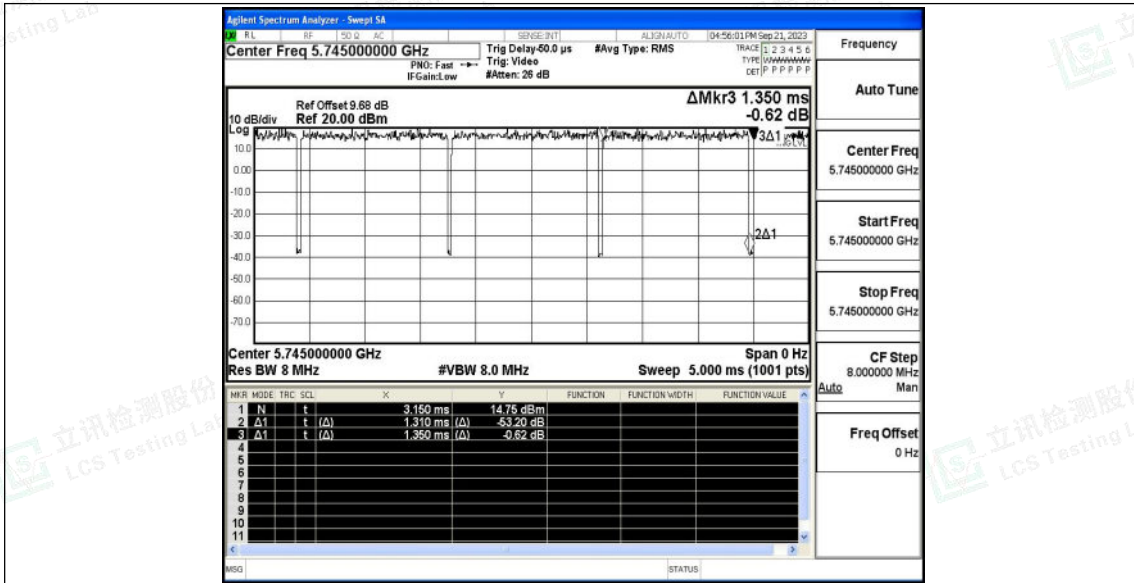 Agilent Spectrum Analyzer - Swept SA
RL RF 50 Ω AC SENSE:INT ALIGNAUTO 04:56:01 PM Sep 21, 2023
Center Freq 5.745000000 GHz
PNO: Fast
IFGain:Low
Trig Delay-50.0 µs
Trig: Video
#Atten: 26 dB
#Avg Type: RMS
TRACE 1 2 3 4 5 6
TYPE WWWWWW
DET P P P P P P
Frequency
Auto Tune
Center Freq
5.745000000 GHz
Start Freq
5.745000000 GHz
Stop Freq
5.745000000 GHz
CF Step
8.000000 MHz
Auto Man
Freq Offset
0 Hz
ΔMkr3 1.350 ms
-0.62 dB
Ref Offset 9.68 dB
Ref 20.00 dBm
10 dB/div
Log
10.0
0.00
-10.0
-20.0
-30.0
-40.0
-50.0
-60.0
-70.0
3Δ1
2Δ1
Center 5.745000000 GHz
Span 0 Hz
Res BW 8 MHz
#VBW 8.0 MHz
Sweep 5.000 ms (1001 pts)
MKR MODE TRC SCL X Y FUNCTION FUNCTION WIDTH FUNCTION VALUE
1 N t 3.150 ms 14.75 dBm
2 Δ1 t (Δ) 1.310 ms (Δ) -53.20 dB
3 Δ1 t (Δ) 1.350 ms (Δ) -0.62 dB
4
5
6
7
8
9
10
11
MSG
STATUS
立讯检测股份
LCS Testing Lab